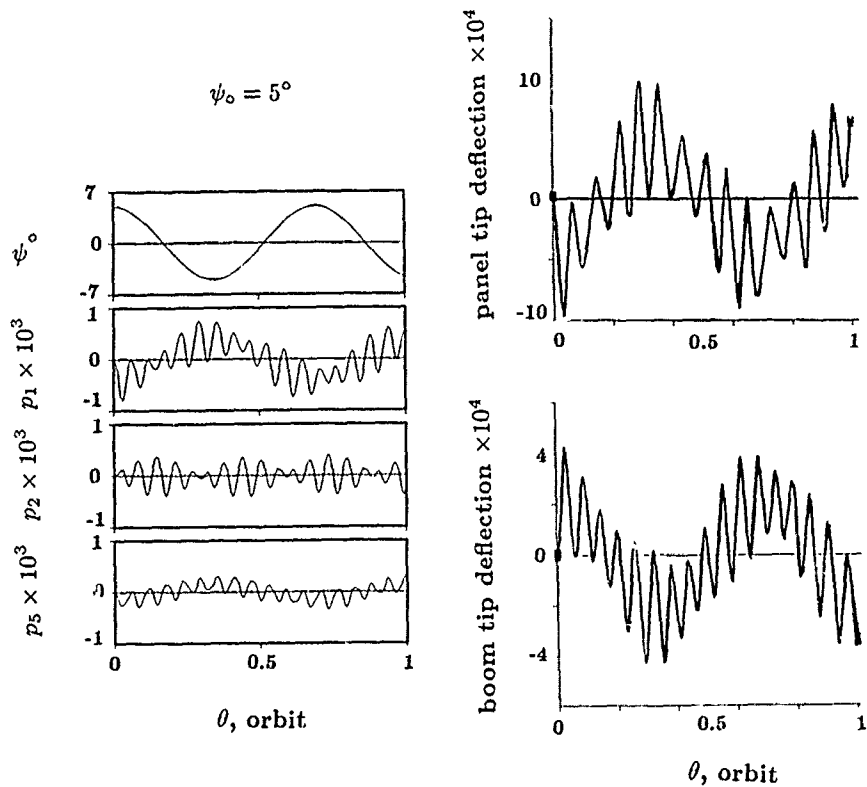 ψ₀ = 5°
ψ°
7
0
-7
p₁ × 10³
1
0
-1
p₂ × 10³
1
0
-1
p₅ × 10³
1
0
-1
0 0.5 1
θ, orbit
panel tip deflection ×10⁴
10
0
-10
0 0.5 1
boom tip deflection ×10⁴
4
0
-4
0 0.5 1
θ, orbit